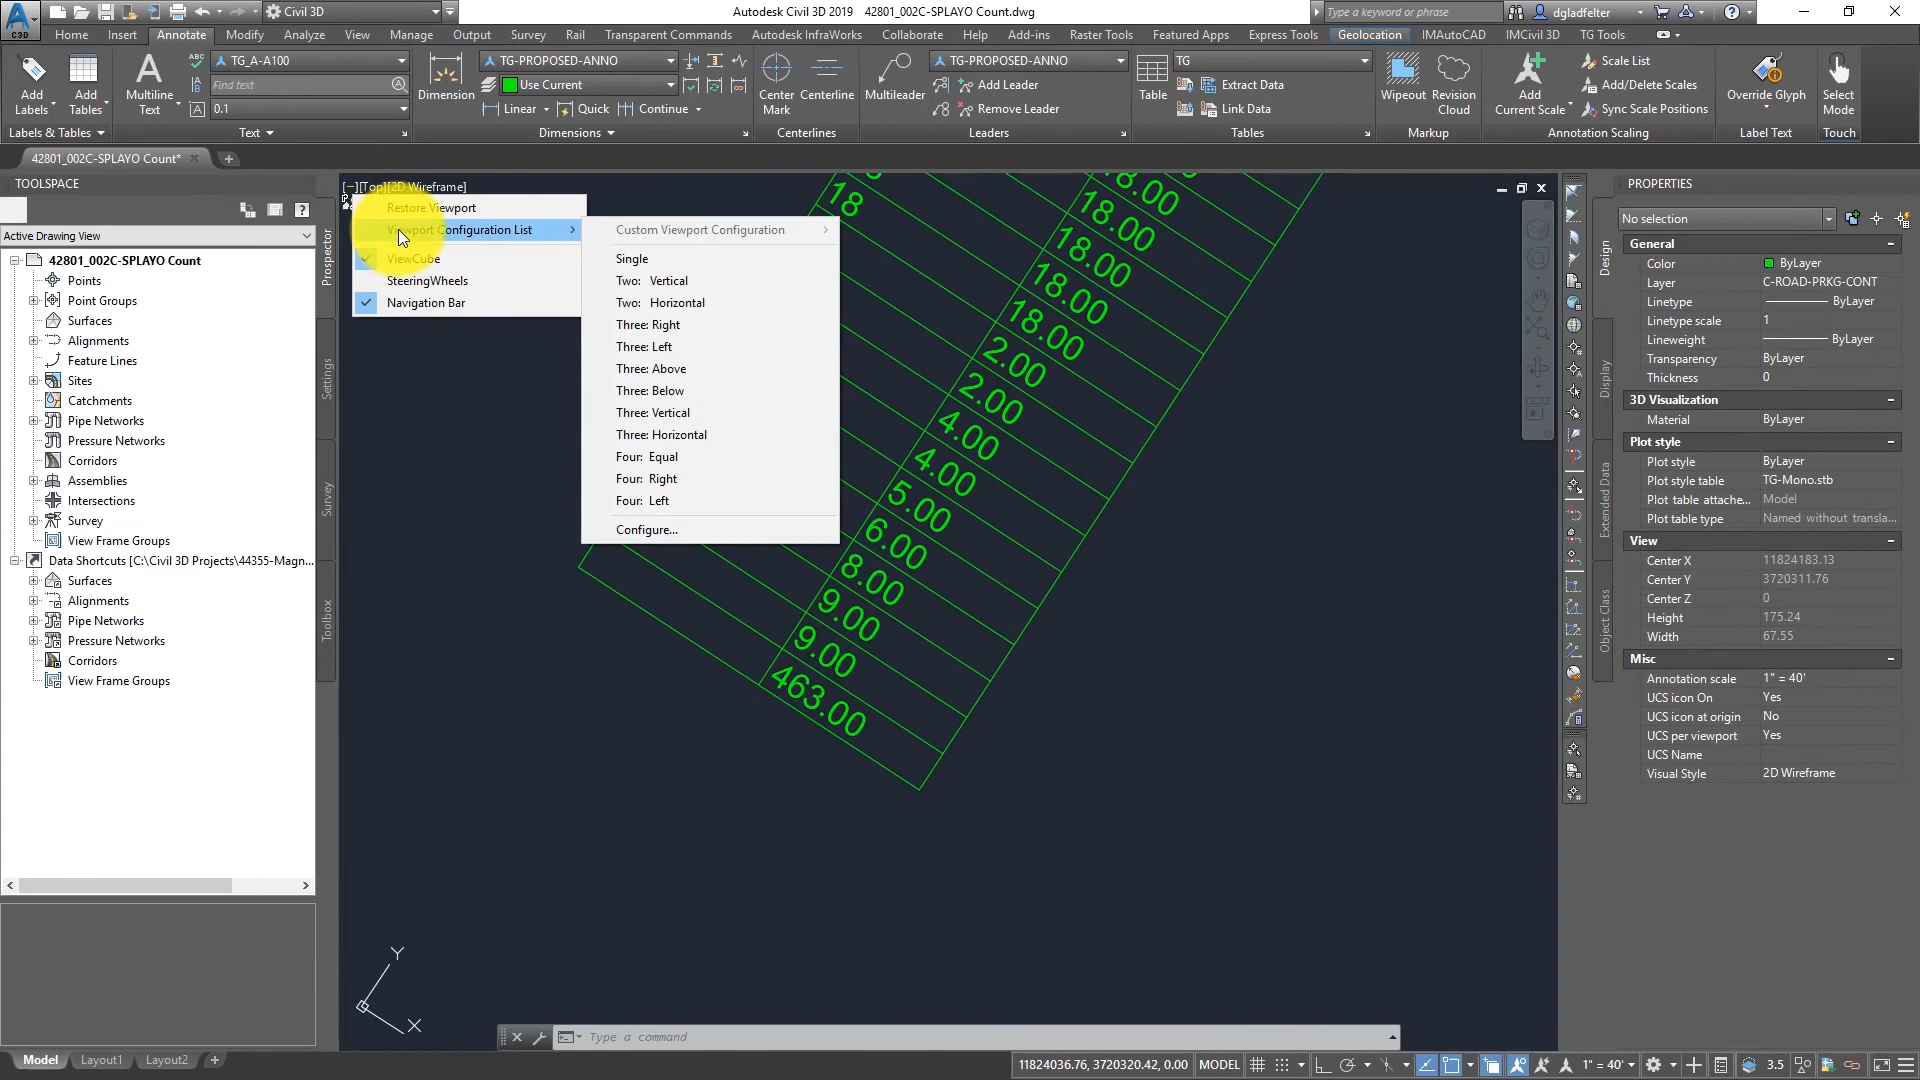 Civil 3D
Autodesk Civil 3D 2019 42801_002C-SPLAYO Count.dwg
Type a keyword or phrase
dgladfelter
C3D
Home Insert Annotate Modify Analyze View Manage Output Survey Rail Transparent Commands Autodesk InfraWorks Collaborate Help Add-ins Raster Tools Featured Apps Express Tools Geolocation IMAutoCAD IMCivil 3D TG Tools
Add Labels
Add Tables
Labels & Tables
Multiline Text
TG_A-A100
Find text
0.1
Text
Dimension
TG-PROPOSED-ANNO
Use Current
Linear Quick Continue
Dimensions
Center Mark
Centerline
Centerlines
Multileader
TG-PROPOSED-ANNO
Add Leader
Remove Leader
Leaders
Table
TG
Extract Data
Link Data
Tables
Wipeout
Revision Cloud
Markup
Add Current Scale
Scale List
Add/Delete Scales
Sync Scale Positions
Annotation Scaling
Override Glyph
Label Text
Select Mode
Touch
42801_002C-SPLAYO Count*
TOOLSPACE
Active Drawing View
42801_002C-SPLAYO Count
Points
Point Groups
Surfaces
Alignments
Feature Lines
Sites
Catchments
Pipe Networks
Pressure Networks
Corridors
Assemblies
Intersections
Survey
View Frame Groups
Data Shortcuts [C:\Civil 3D Projects\44355-Magn...
Surfaces
Alignments
Pipe Networks
Pressure Networks
Corridors
View Frame Groups
Prospector
Settings
Survey
Toolbox
[−][Top][2D Wireframe]
Restore Viewport
Viewport Configuration List
ViewCube
SteeringWheels
Navigation Bar
Custom Viewport Configuration
Single
Two: Vertical
Two: Horizontal
Three: Right
Three: Left
Three: Above
Three: Below
Three: Vertical
Three: Horizontal
Four: Equal
Four: Right
Four: Left
Configure...
18
18.00
18.00
18.00
18.00
18.00
2.00
2.00
4.00
4.00
5.00
6.00
8.00
9.00
9.00
463.00
Y
X
Type a command
PROPERTIES
No selection
Design
Display
Extended Data
Object Class
General
Color ByLayer
Layer C-ROAD-PRKG-CONT
Linetype ByLayer
Linetype scale 1
Lineweight ByLayer
Transparency ByLayer
Thickness 0
3D Visualization
Material ByLayer
Plot style
Plot style ByLayer
Plot style table TG-Mono.stb
Plot table attache... Model
Plot table type Named without transla...
View
Center X 11824183.13
Center Y 3720311.76
Center Z 0
Height 175.24
Width 67.55
Misc
Annotation scale 1" = 40'
UCS icon On Yes
UCS icon at origin No
UCS per viewport Yes
UCS Name
Visual Style 2D Wireframe
Model Layout1 Layout2
11824036.76, 3720320.42, 0.00 MODEL 1" = 40' 3.5